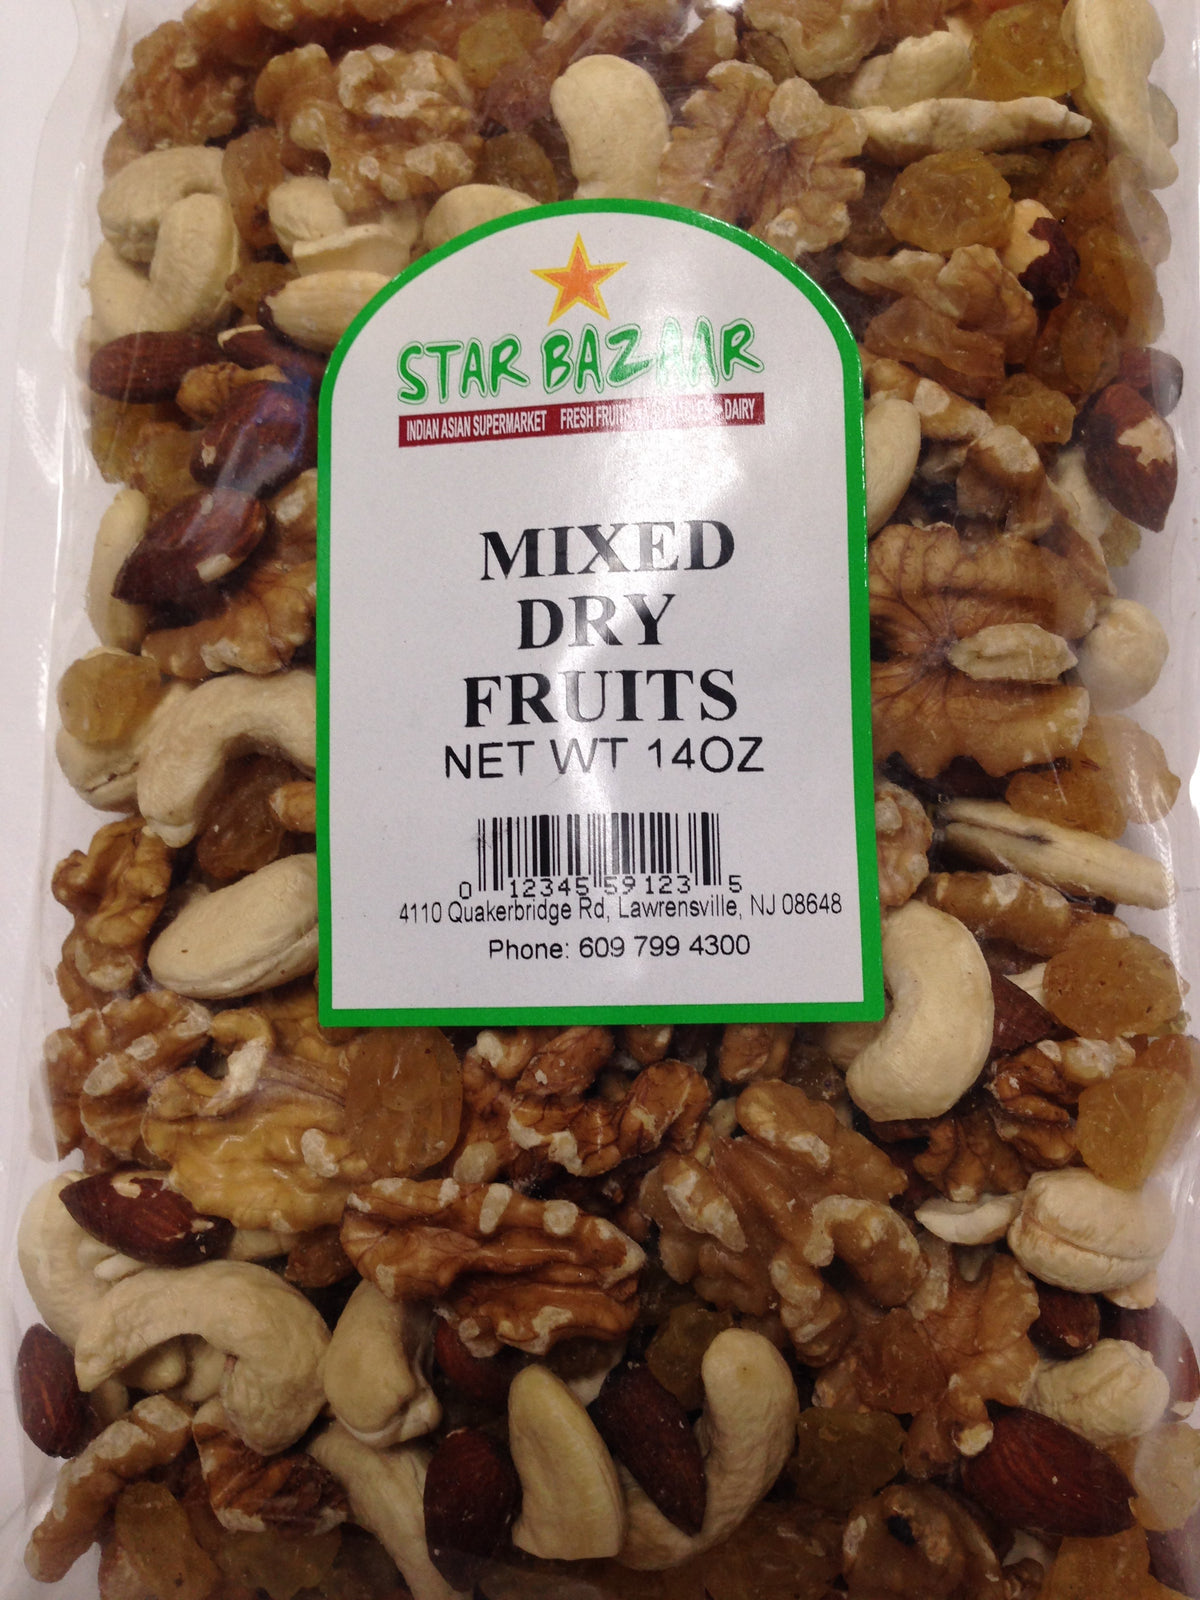 STAR BAZAAR
INDIAN ASIAN SUPERMARKET FRESH FRUITS DAIRY
MIXED
DRY
FRUITS
NET WT 14OZ
0 12345 59123 5
4110 Quakerbridge Rd, Lawrensville, NJ 08648
Phone: 609 799 4300